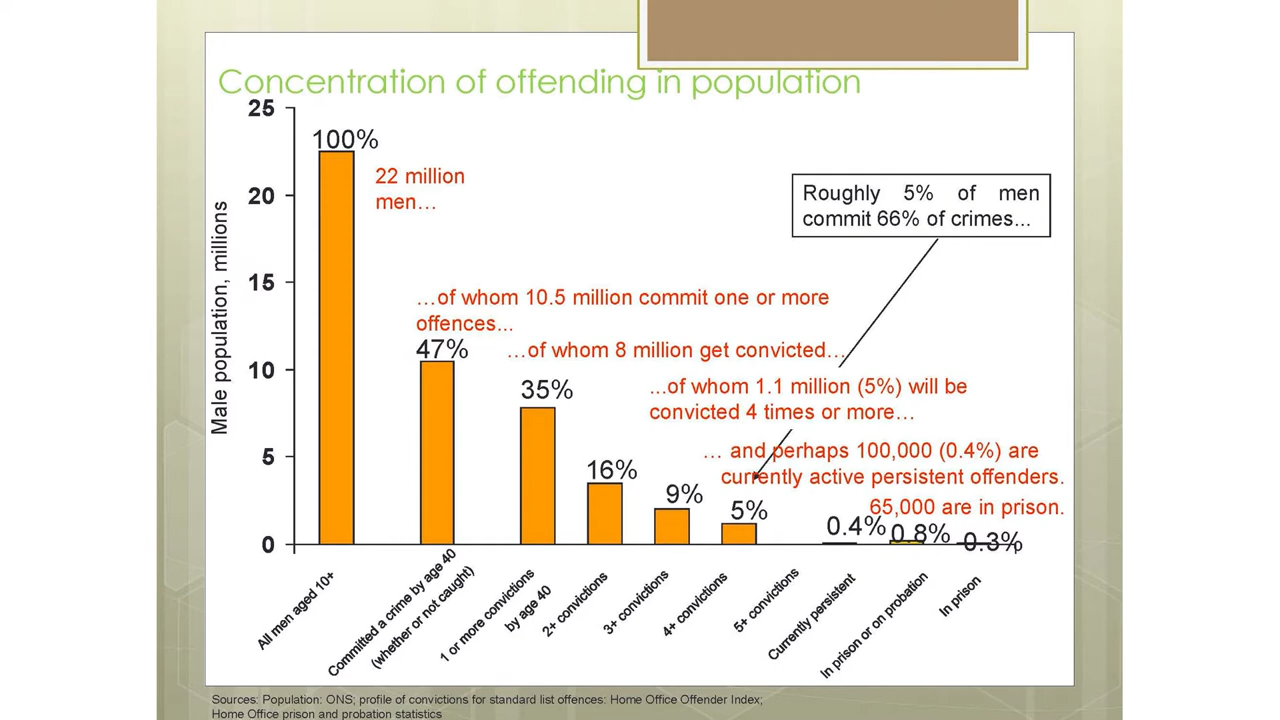 Concentration of offending in population
25
20
15
10
5
0
Male population, millions
100%
22 million
men…
…of whom 10.5 million commit one or more
offences...
47%
…of whom 8 million get convicted…
35%
...of whom 1.1 million (5%) will be
convicted 4 times or more…
… and perhaps 100,000 (0.4%) are
currently active persistent offenders.
65,000 are in prison.
Roughly 5% of men
commit 66% of crimes...
16%
9%
5%
0.4%
0.8%
0.3%
All men aged 10+
Committed a crime by age 40
(whether or not caught)
1 or more convictions
by age 40
2+ convictions
3+ convictions
4+ convictions
5+ convictions
Currently persistent
In prison or on probation
In prison
Sources: Population: ONS; profile of convictions for standard list offences: Home Office Offender Index;
Home Office prison and probation statistics